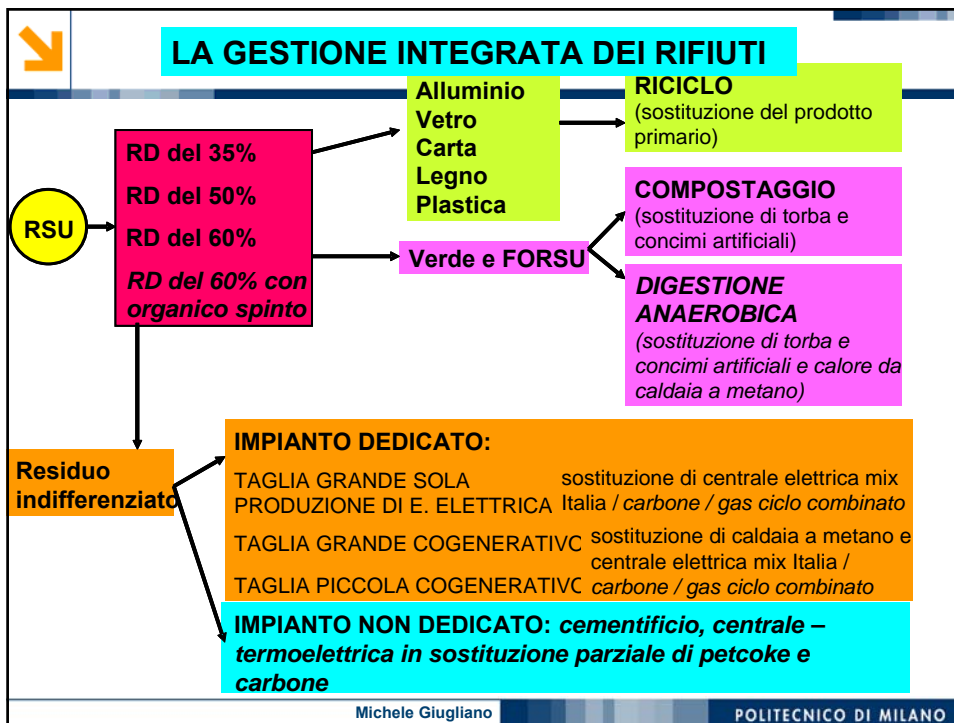 LA GESTIONE INTEGRATA DEI RIFIUTI
RSU
RD del 35%
RD del 50%
RD del 60%
RD del 60% con
organico spinto
Alluminio
Vetro
Carta
Legno
Plastica
RICICLO
(sostituzione del prodotto
primario)
Verde e FORSU
COMPOSTAGGIO
(sostituzione di torba e
concimi artificiali)
DIGESTIONE
ANAEROBICA
(sostituzione di torba e
concimi artificiali e calore da
caldaia a metano)
Residuo
indifferenziato
IMPIANTO DEDICATO:
TAGLIA GRANDE SOLA
PRODUZIONE DI E. ELETTRICA
sostituzione di centrale elettrica mix
Italia / carbone / gas ciclo combinato
TAGLIA GRANDE COGENERATIVO
TAGLIA PICCOLA COGENERATIVO
sostituzione di caldaia a metano e
centrale elettrica mix Italia /
carbone / gas ciclo combinato
IMPIANTO NON DEDICATO: cementificio, centrale –
termoelettrica in sostituzione parziale di petcoke e
carbone
Michele Giugliano
POLITECNICO DI MILANO